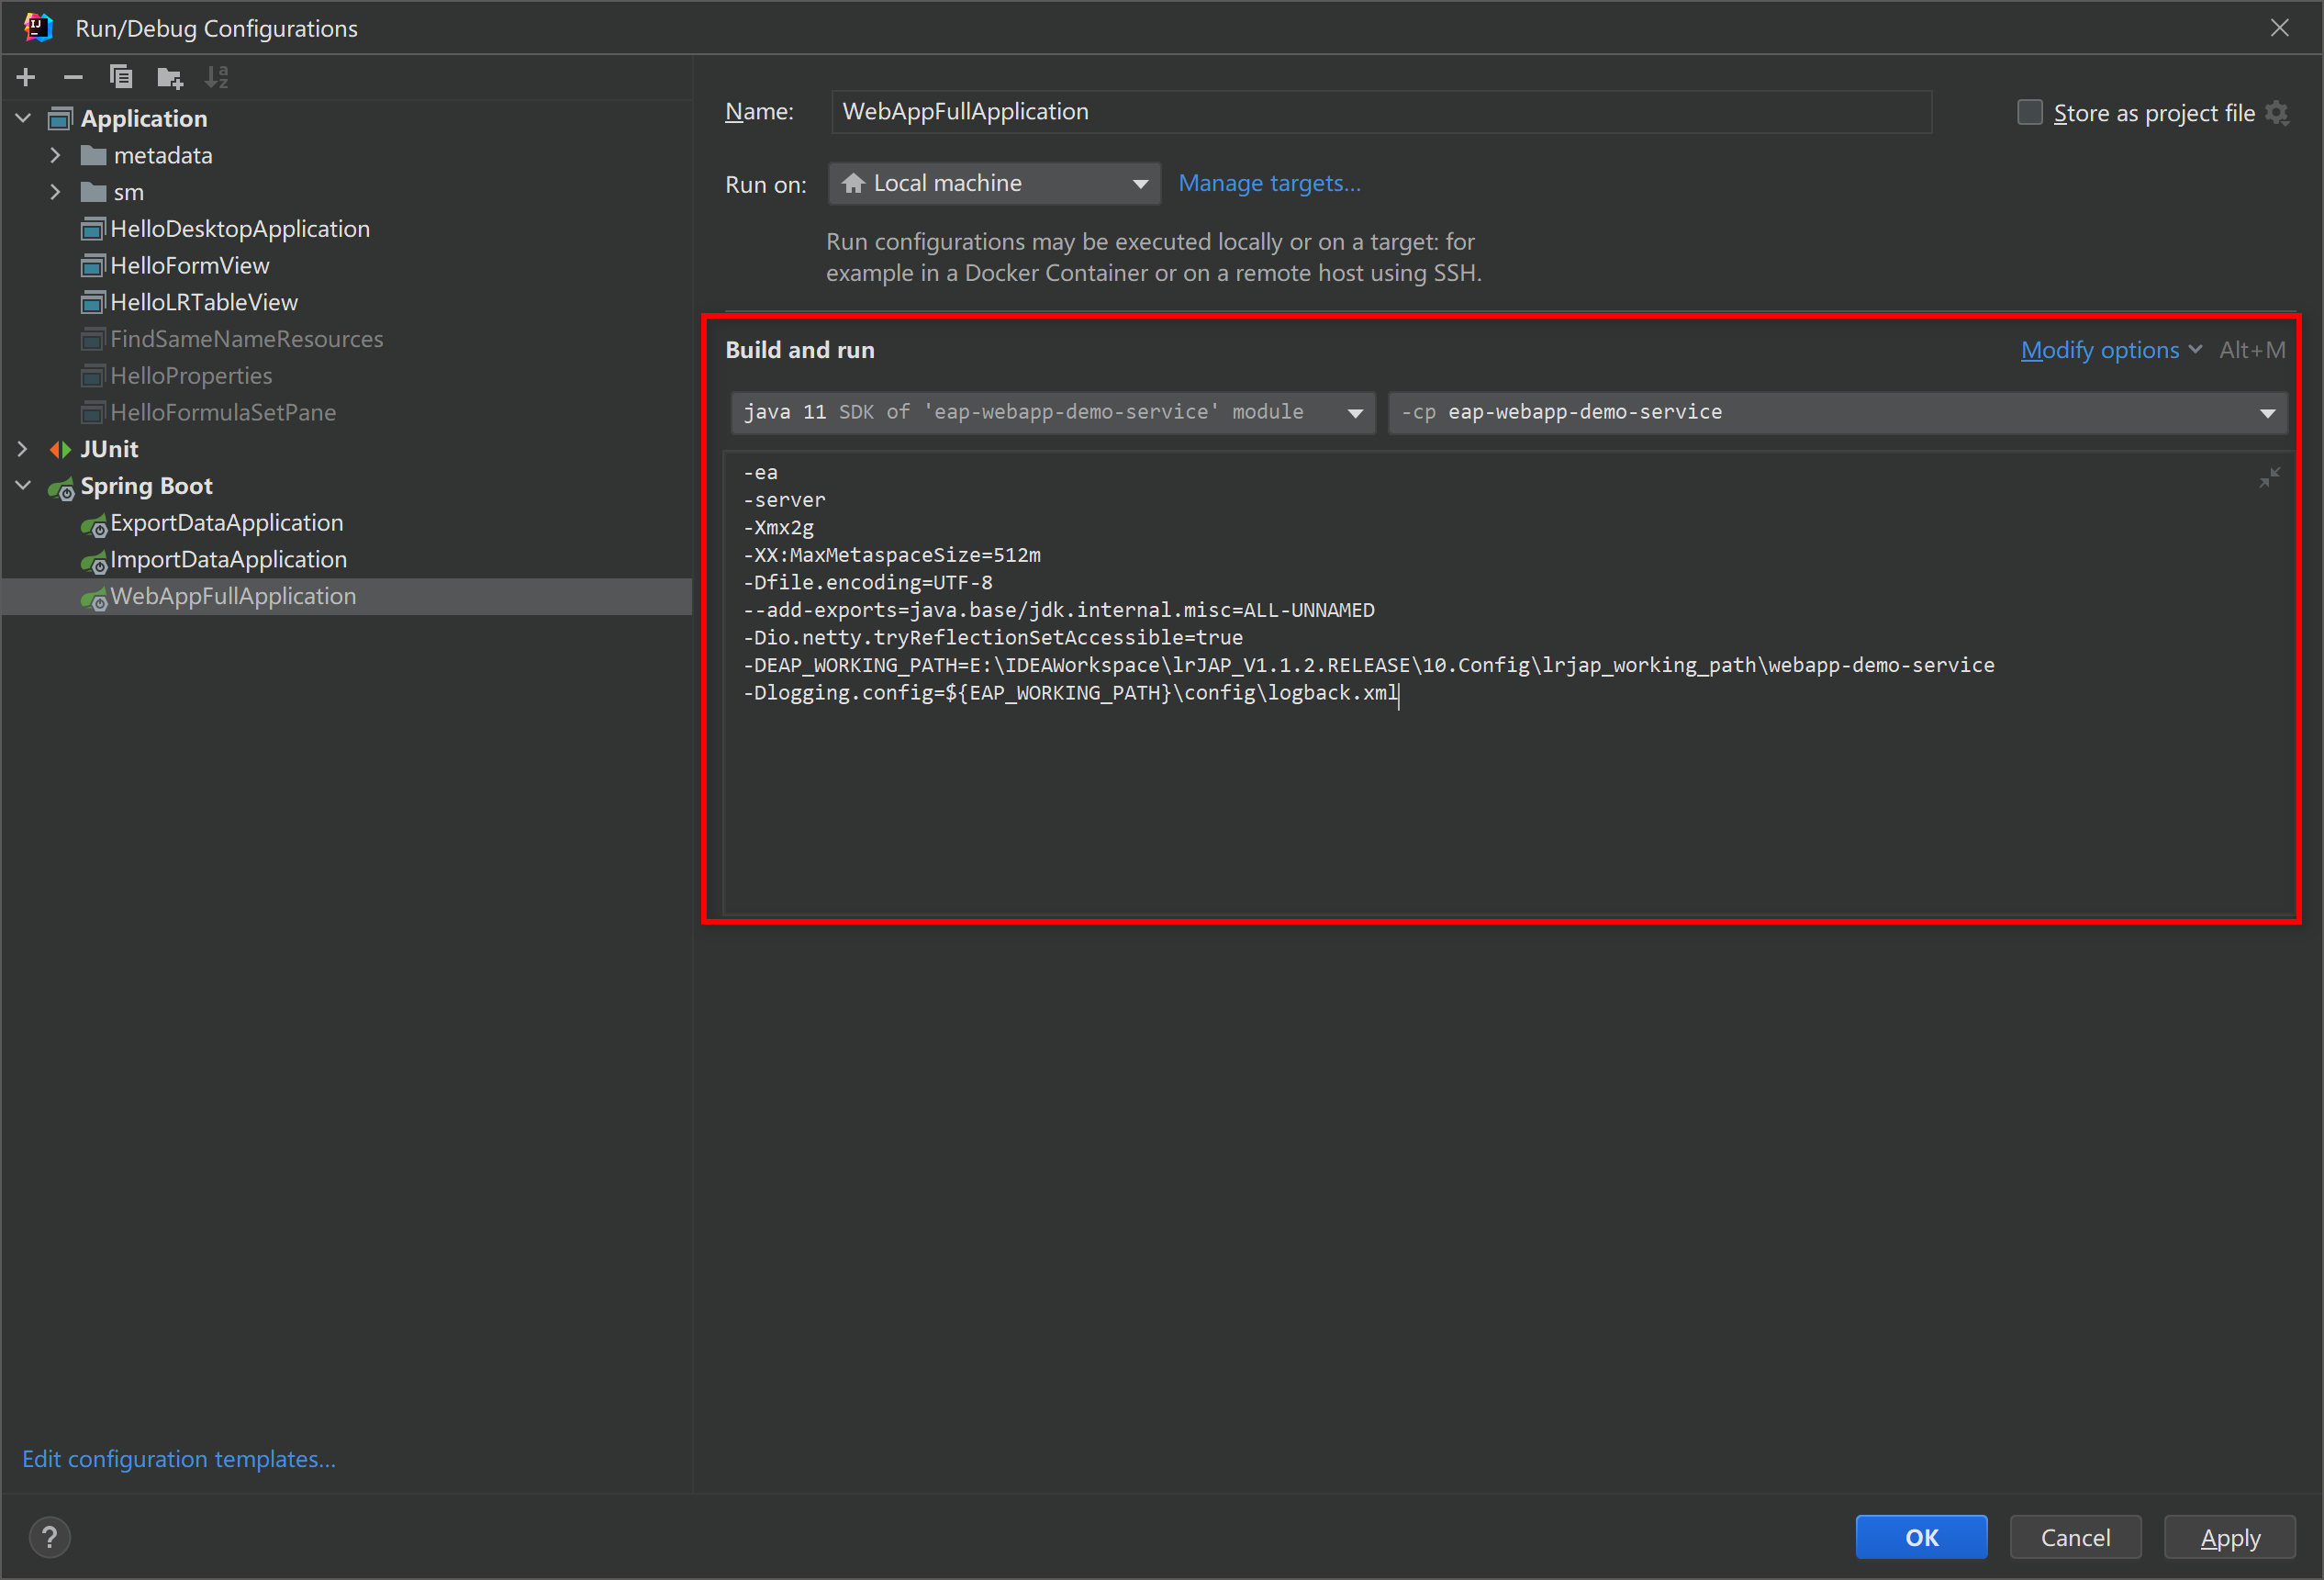 Run/Debug Configurations
Application
metadata
sm
HelloDesktopApplication
HelloFormView
HelloLRTableView
FindSameNameResources
HelloProperties
HelloFormulaSetPane
JUnit
Spring Boot
ExportDataApplication
ImportDataApplication
WebAppFullApplication
Edit configuration templates...
Name: WebAppFullApplication
Store as project file
Run on: Local machine Manage targets...
Run configurations may be executed locally or on a target: for
example in a Docker Container or on a remote host using SSH.
Build and run
Modify options Alt+M
java 11 SDK of 'eap-webapp-demo-service' module
-cp eap-webapp-demo-service
-ea
-server
-Xmx2g
-XX:MaxMetaspaceSize=512m
-Dfile.encoding=UTF-8
--add-exports=java.base/jdk.internal.misc=ALL-UNNAMED
-Dio.netty.tryReflectionSetAccessible=true
-DEAP_WORKING_PATH=E:\IDEAWorkspace\lrJAP_V1.1.2.RELEASE\10.Config\lrjap_working_path\webapp-demo-service
-Dlogging.config=${EAP_WORKING_PATH}\config\logback.xml
?
OK
Cancel
Apply